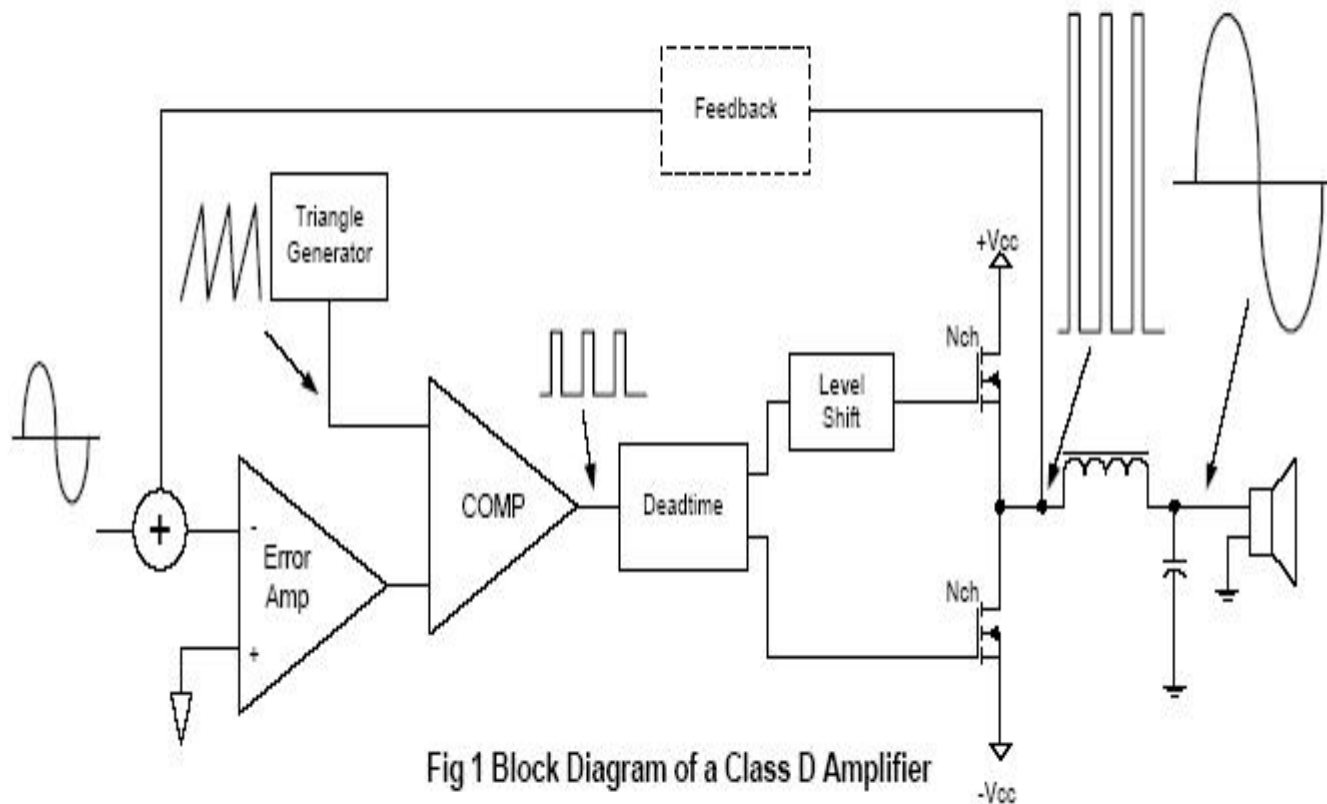 Feedback
Triangle
Generator
+Vcc
Nch
Level
Shift
+
-
Error
Amp
+
COMP
Deadtime
Nch
-Vcc
Fig 1 Block Diagram of a Class D Amplifier